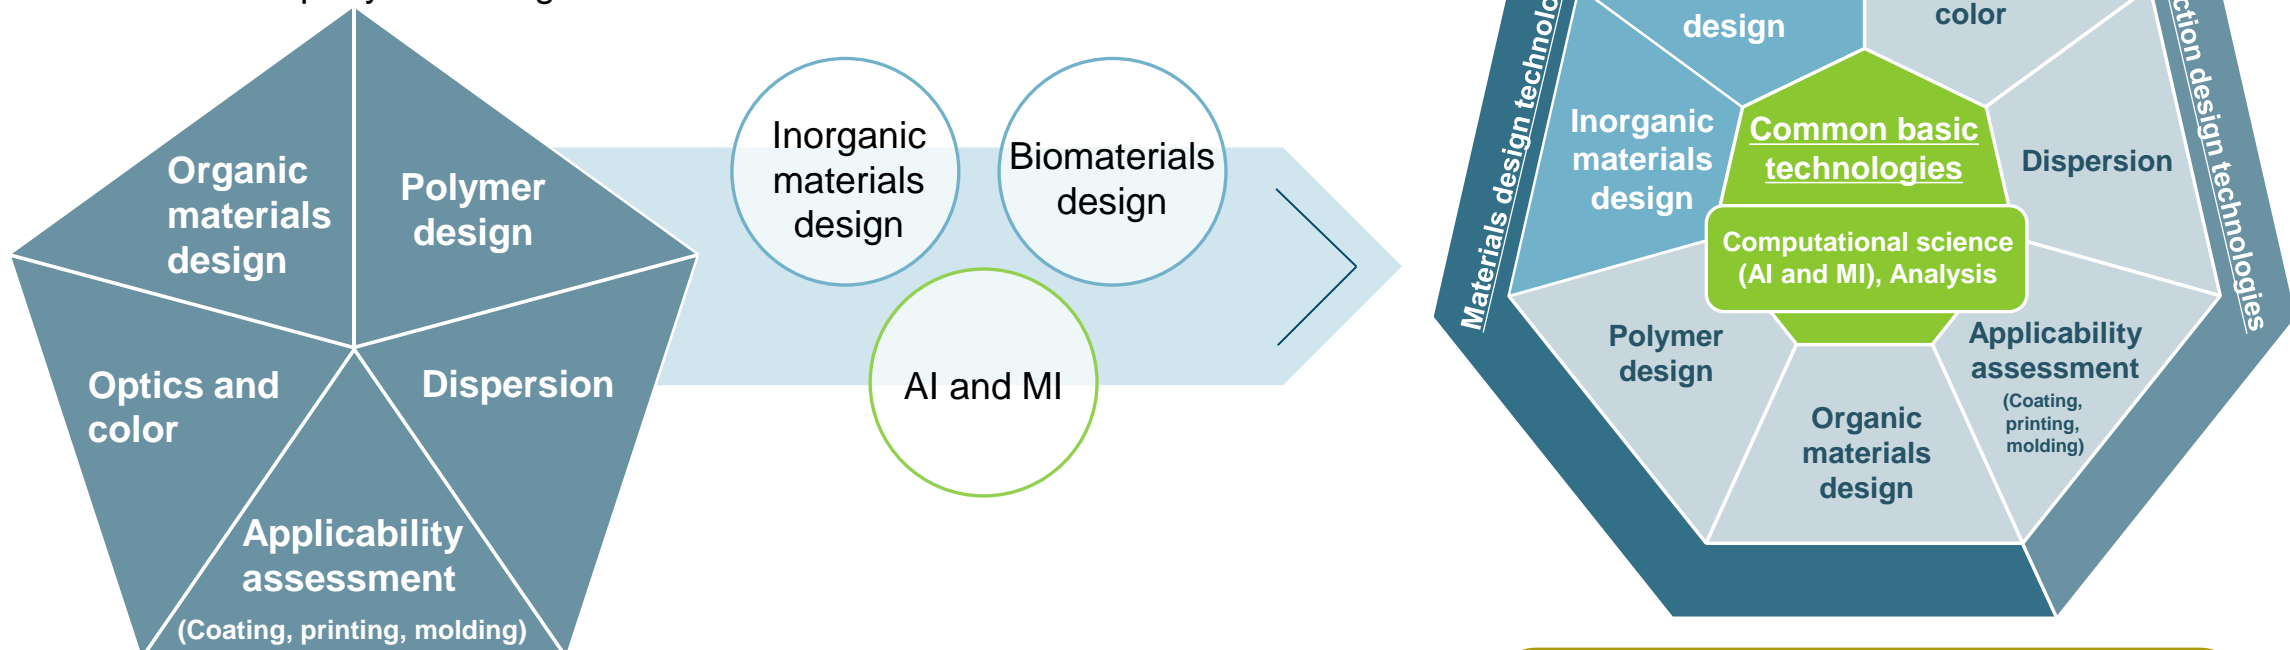 Organic
materials
design
Polymer
design
Optics and
color
Dispersion
Applicability
assessment
(Coating, printing, molding)
Inorganic
materials
design
Biomaterials
design
AI and MI
design
color
Materials design
design technologies
Inorganic
materials
design
Common basic
technologies
Dispersion
Computational science
(AI and MI), Analysis
Polymer
design
Applicability
assessment
(Coating,
printing,
molding)
Organic
materials
design